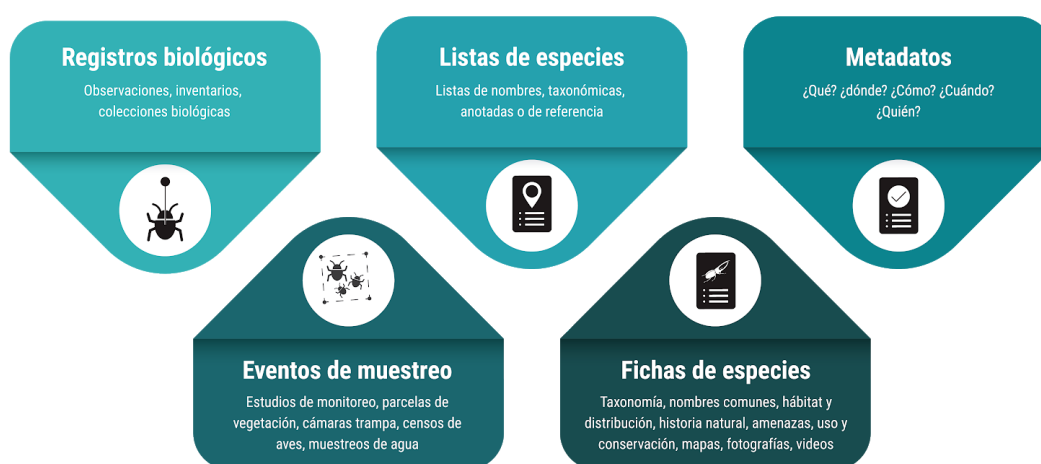 Registros biológicos
Observaciones, inventarios,
colecciones biológicas
Listas de especies
Listas de nombres, taxonómicas,
anotadas o de referencia
Metadatos
¿Qué? ¿dónde? ¿Cómo? ¿Cuándo?
¿Quién?
Eventos de muestreo
Estudios de monitoreo, parcelas de
vegetación, cámaras trampa, censos de
aves, muestreos de agua
Fichas de especies
Taxonomía, nombres comunes, hábitat y
distribución, historia natural, amenazas, uso y
conservación, mapas, fotografías, videos